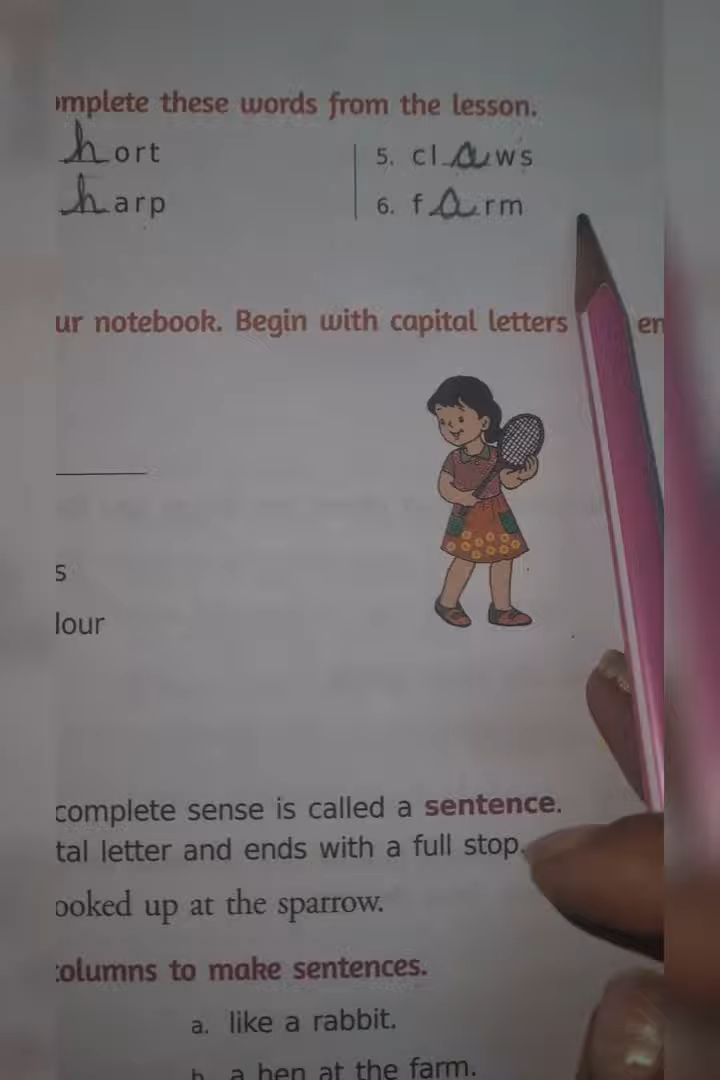 omplete these words from the lesson.
hort
5. claws
harp
6. farm
ur notebook. Begin with capital letters en
s
lour
complete sense is called a sentence.
tal letter and ends with a full stop.
ooked up at the sparrow.
columns to make sentences.
a. like a rabbit.
b. a hen at the farm.